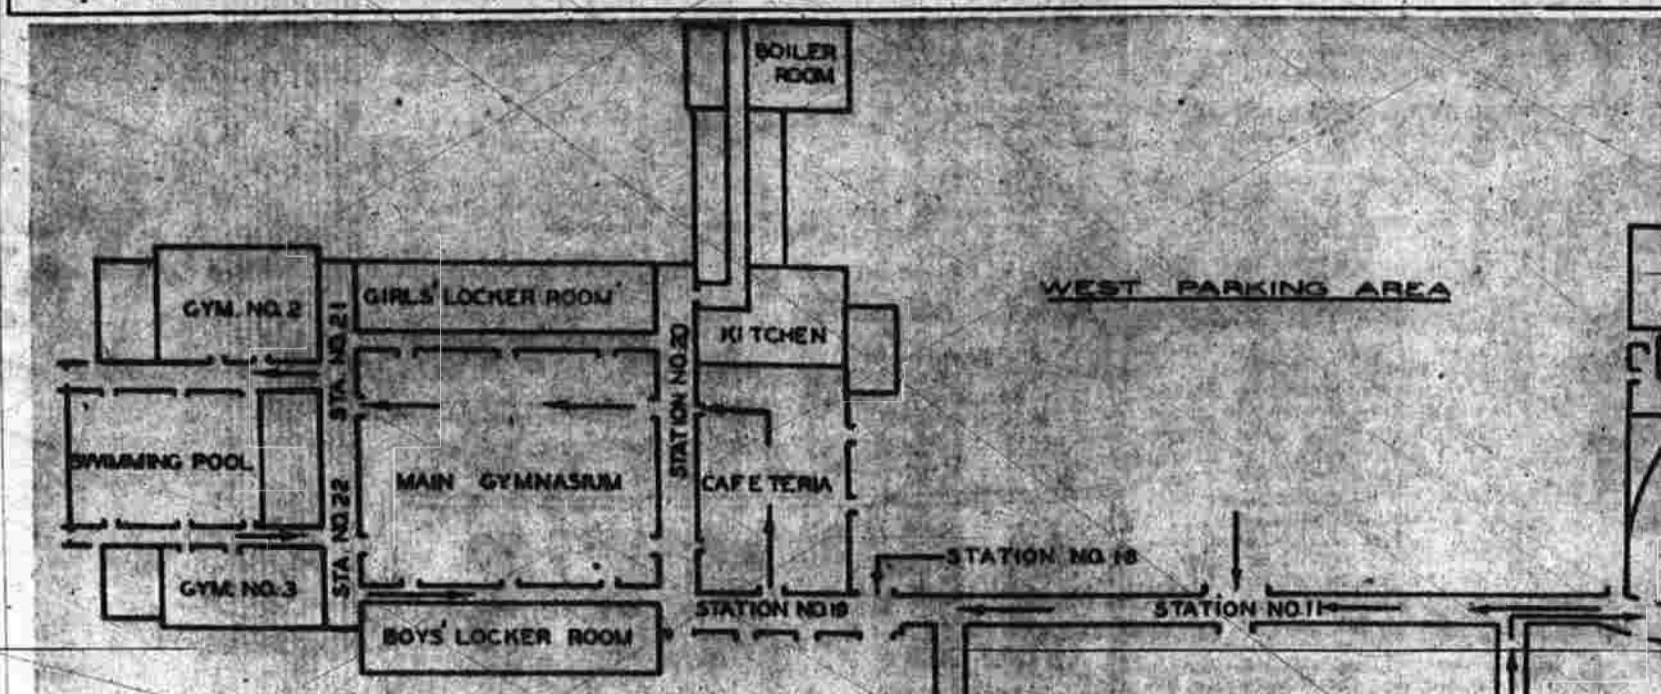 BOILER
ROOM
GYM. NO. 2
STA. NO. 21
GIRLS' LOCKER ROOM
STATION NO. 20
KITCHEN
WEST PARKING AREA
SWIMMING POOL
STA. NO. 22
MAIN GYMNASIUM
CAFETERIA
STATION NO. 18
GYM. NO. 3
STATION NO. 19
STATION NO. 11
BOYS' LOCKER ROOM